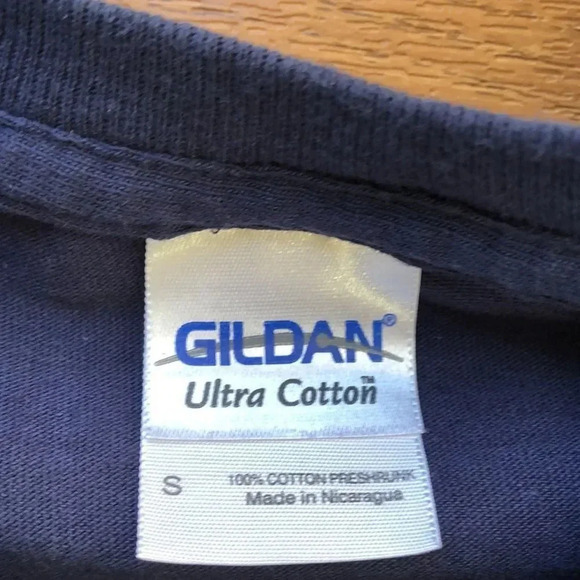 GILDAN®
Ultra Cotton™
S
100% COTTON PRESHRUNK
Made in Nicaragua